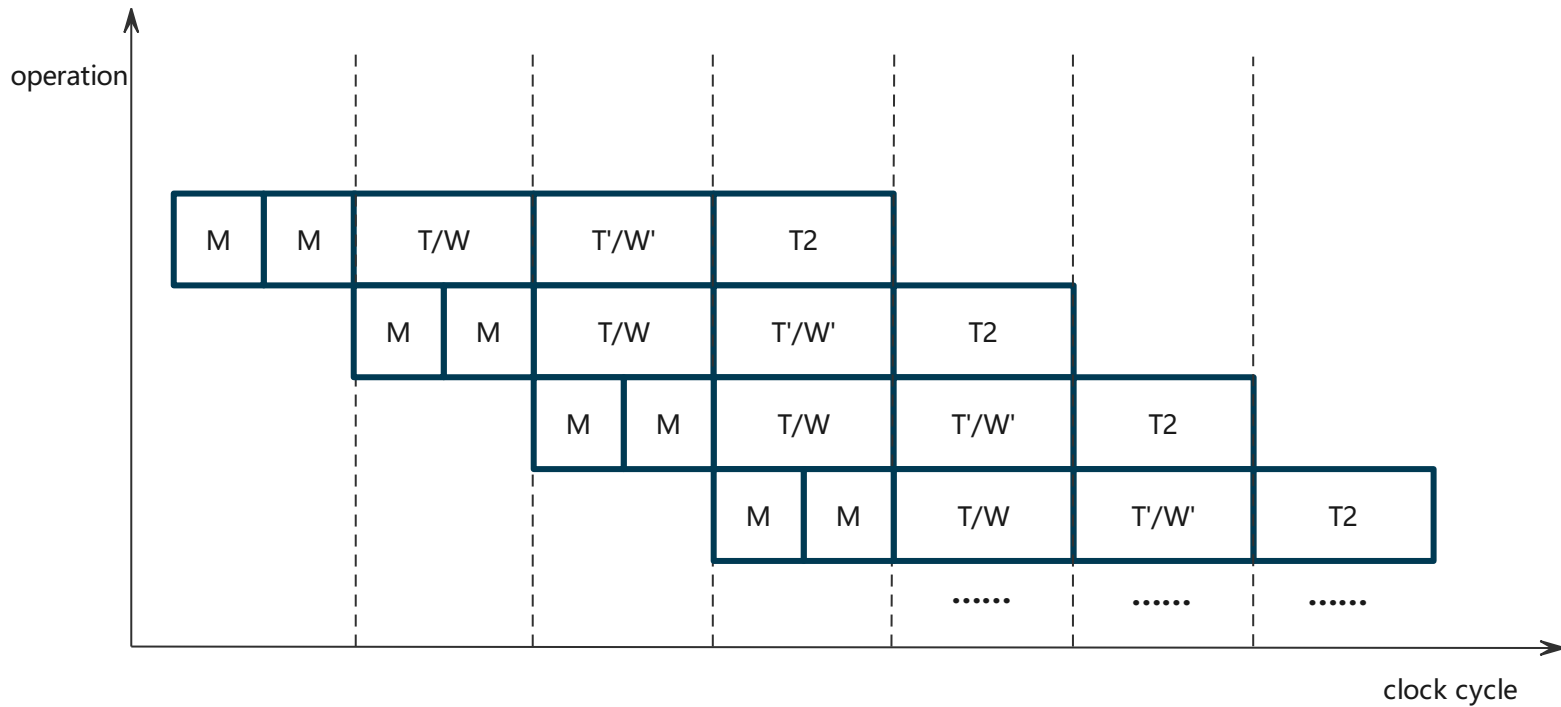 operation
M M T/W T'/W' T2
M M T/W T'/W' T2
M M T/W T'/W' T2
M M T/W T'/W' T2
...... ...... ......
clock cycle